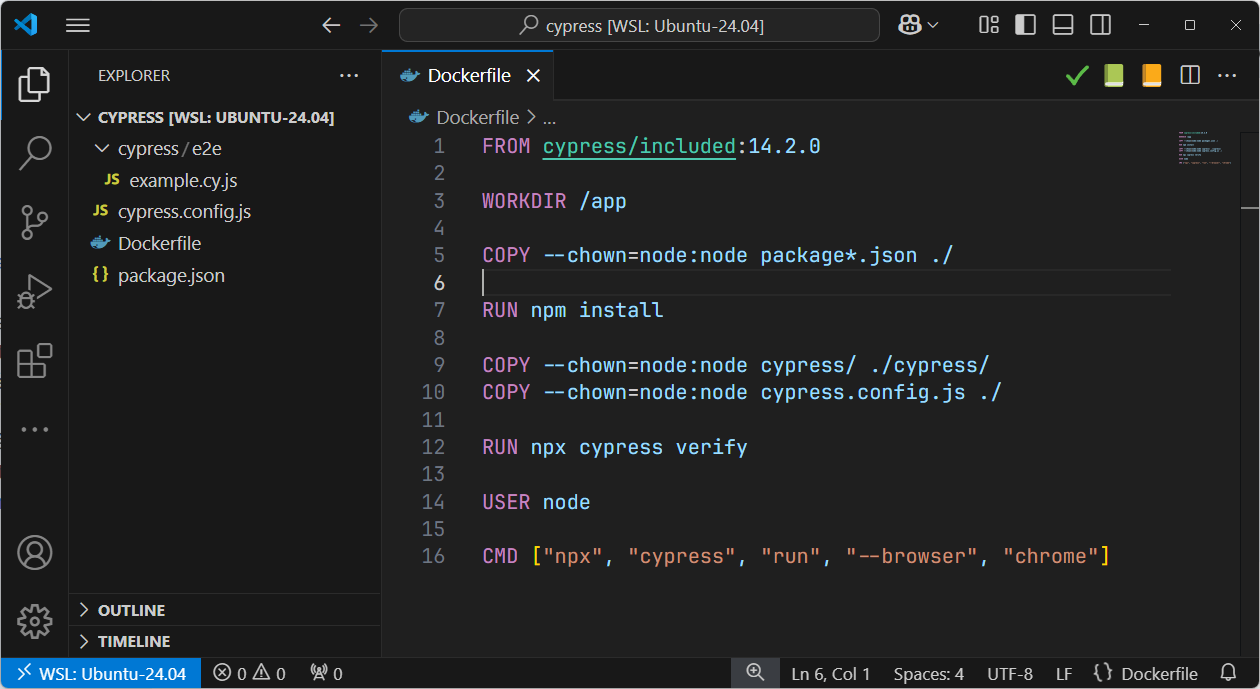 cypress [WSL: Ubuntu-24.04]
EXPLORER
CYPRESS [WSL: UBUNTU-24.04]
cypress/e2e
JS example.cy.js
JS cypress.config.js
Dockerfile
{} package.json
OUTLINE
TIMELINE
Dockerfile
Dockerfile > ...
1 FROM cypress/included:14.2.0
2
3 WORKDIR /app
4
5 COPY --chown=node:node package*.json ./
6
7 RUN npm install
8
9 COPY --chown=node:node cypress/ ./cypress/
10 COPY --chown=node:node cypress.config.js ./
11
12 RUN npx cypress verify
13
14 USER node
15
16 CMD ["npx", "cypress", "run", "--browser", "chrome"]
WSL: Ubuntu-24.04 0 0 0 Ln 6, Col 1 Spaces: 4 UTF-8 LF {} Dockerfile